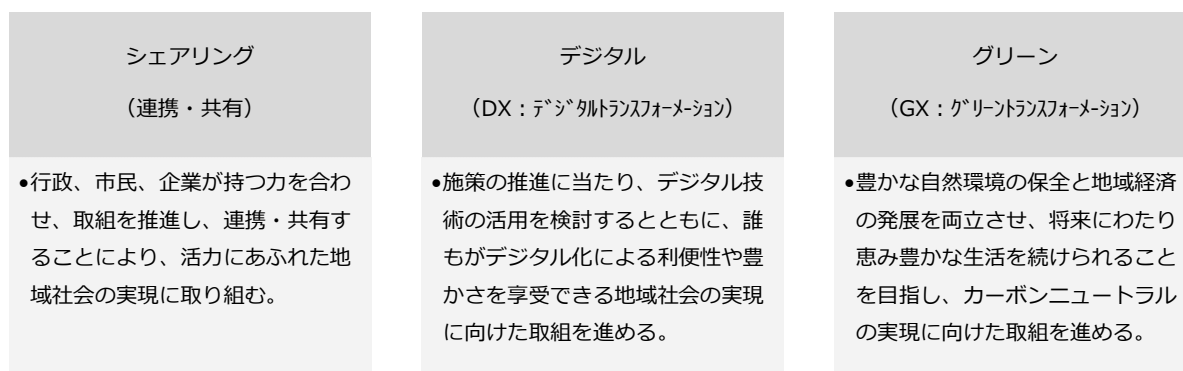 シェアリング
（連携・共有）
•行政、市民、企業が持つ力を合わ
せ、取組を推進し、連携・共有す
ることにより、活力にあふれた地
域社会の実現に取り組む。
デジタル
（DX：ﾃﾞｼﾞﾀﾙﾄﾗﾝｽﾌｫｰﾒｰｼｮﾝ）
•施策の推進に当たり、デジタル技
術の活用を検討するとともに、誰
もがデジタル化による利便性や豊
かさを享受できる地域社会の実現
に向けた取組を進める。
グリーン
（GX：ｸﾞﾘｰﾝﾄﾗﾝｽﾌｫｰﾒｰｼｮﾝ）
•豊かな自然環境の保全と地域経済
の発展を両立させ、将来にわたり
恵み豊かな生活を続けられること
を目指し、カーボンニュートラル
の実現に向けた取組を進める。